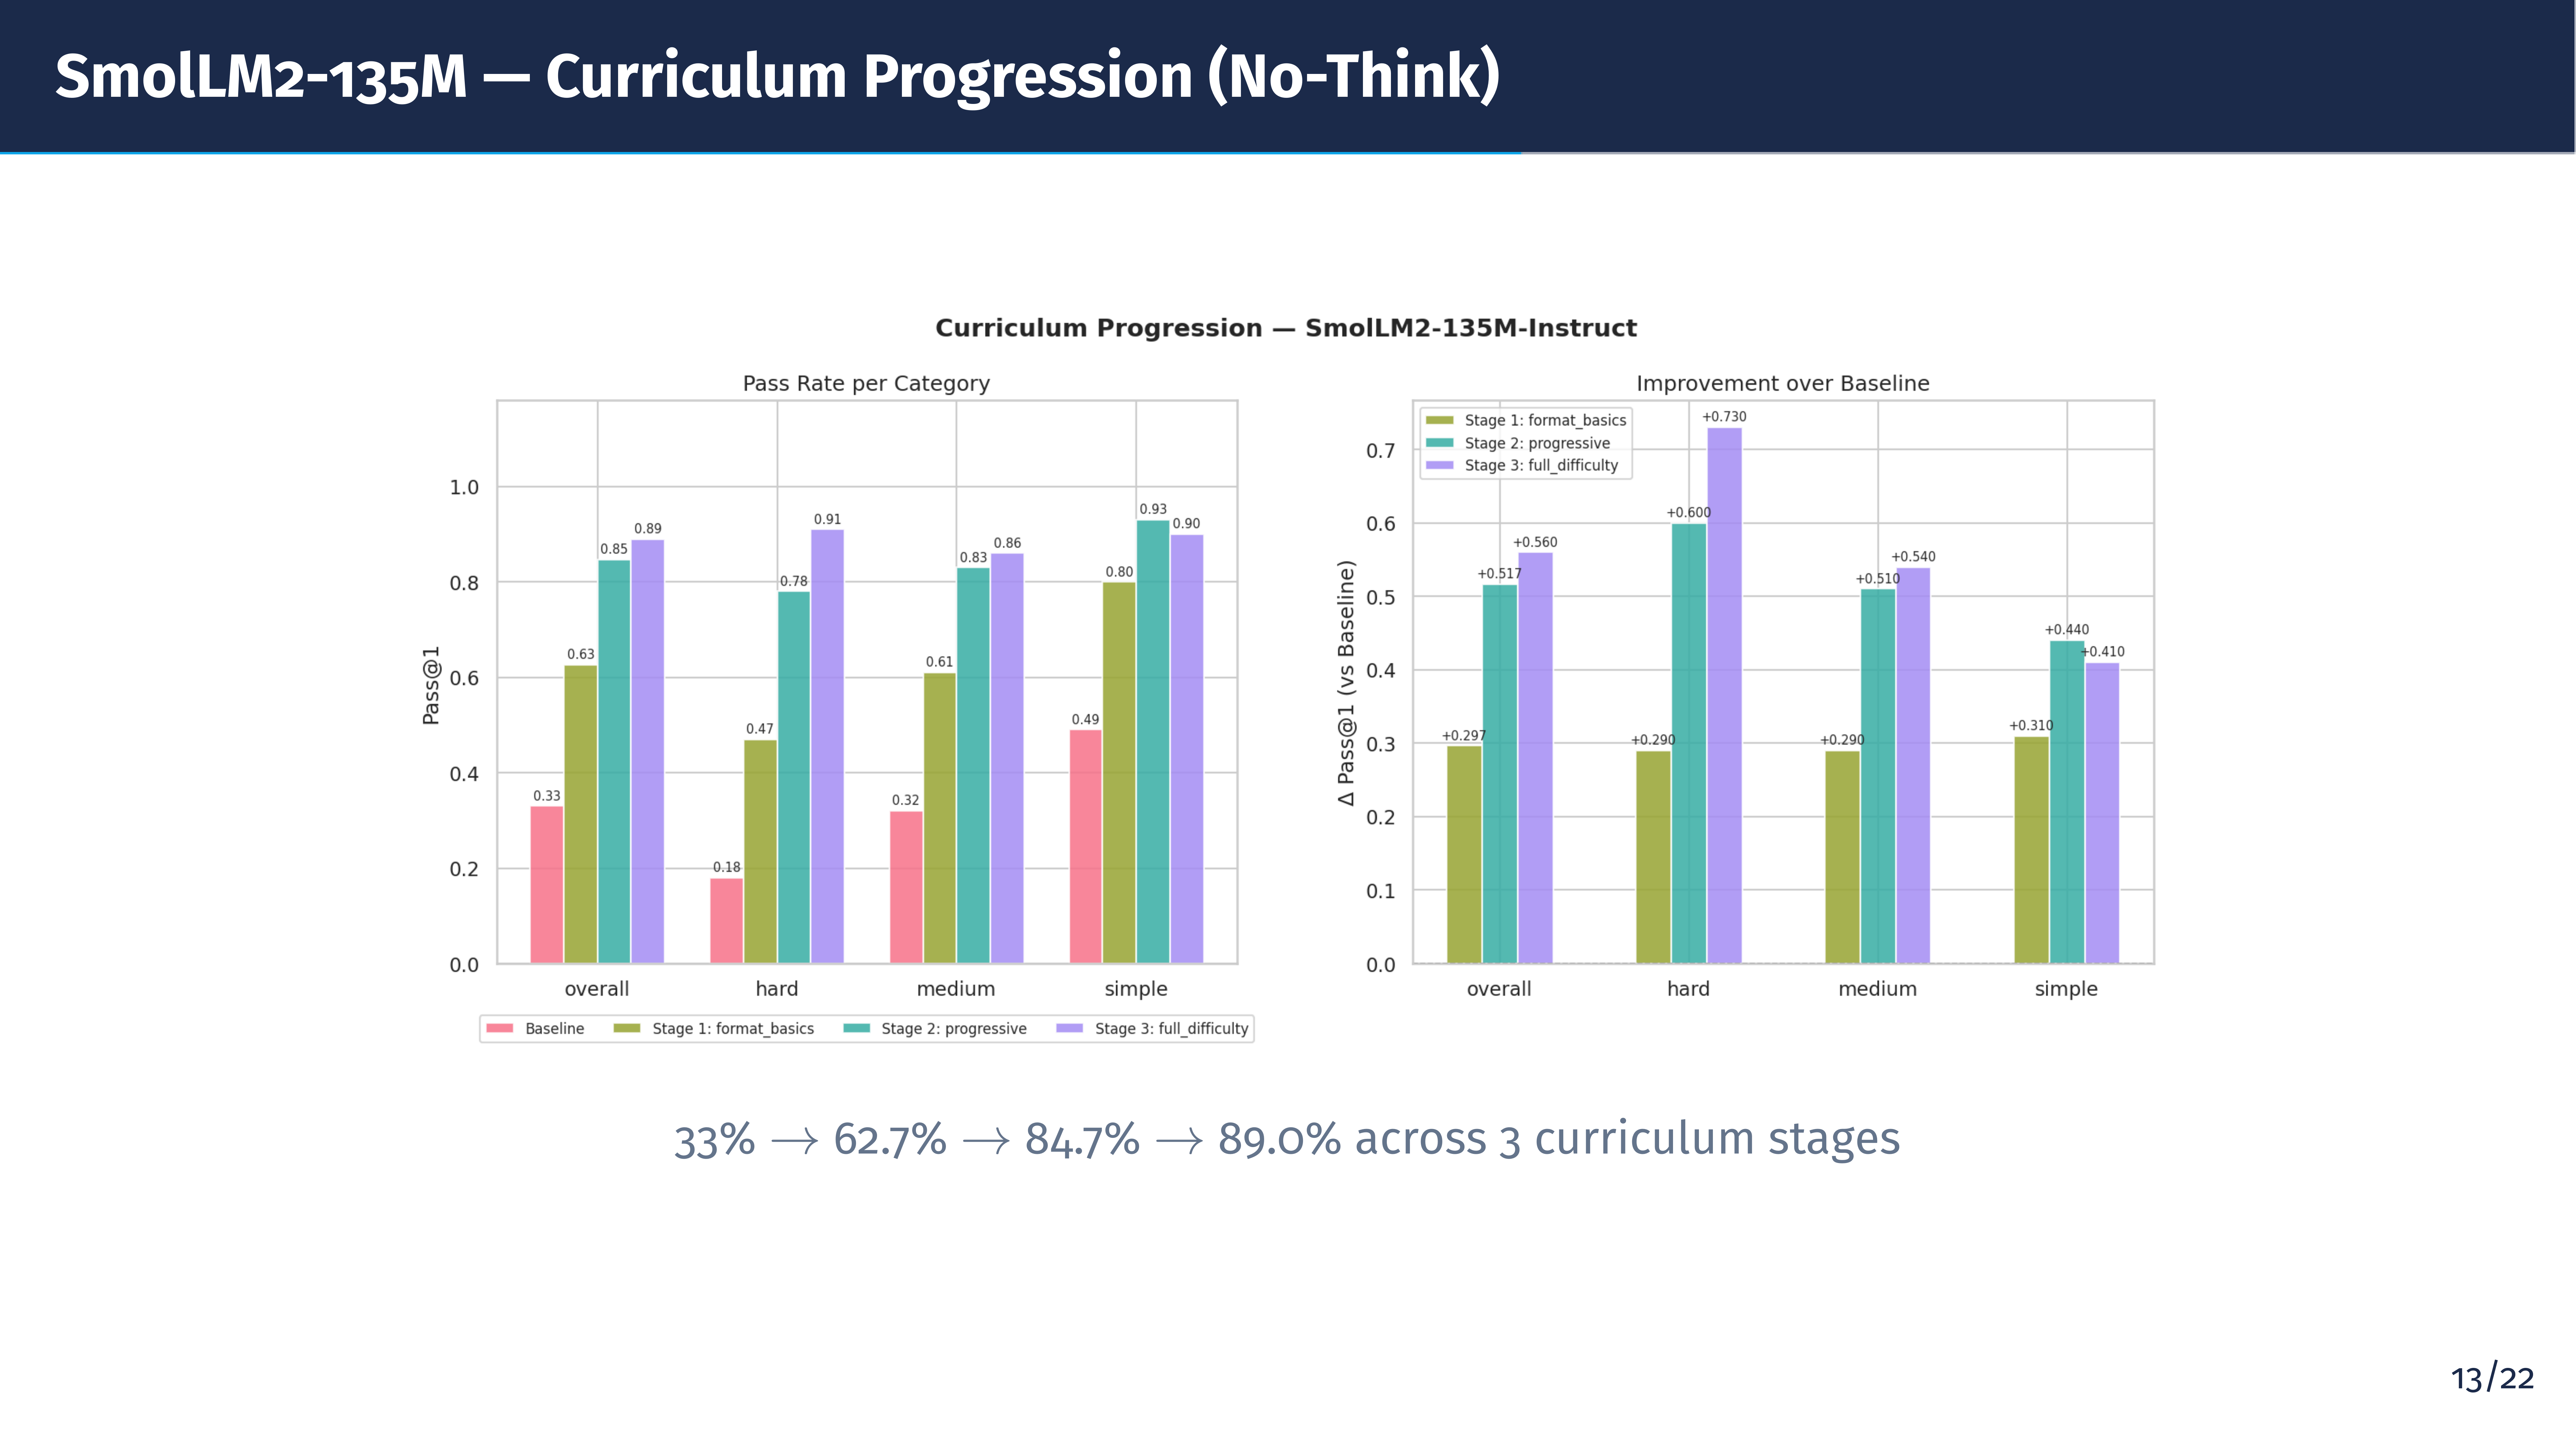 SmolLM2-135M — Curriculum Progression (No-Think)
Curriculum Progression — SmolLM2-135M-Instruct
Pass Rate per Category
Pass@1
1.0
0.8
0.6
0.4
0.2
0.0
0.33
0.63
0.85
0.89
0.18
0.47
0.78
0.91
0.32
0.61
0.83
0.86
0.49
0.80
0.93
0.90
overall
hard
medium
simple
Baseline
Stage 1: format_basics
Stage 2: progressive
Stage 3: full_difficulty
Improvement over Baseline
Δ Pass@1 (vs Baseline)
Stage 1: format_basics
Stage 2: progressive
Stage 3: full_difficulty
0.7
0.6
0.5
0.4
0.3
0.2
0.1
0.0
+0.297
+0.517
+0.560
+0.290
+0.600
+0.730
+0.290
+0.510
+0.540
+0.310
+0.440
+0.410
overall
hard
medium
simple
33% → 62.7% → 84.7% → 89.0% across 3 curriculum stages
13/22